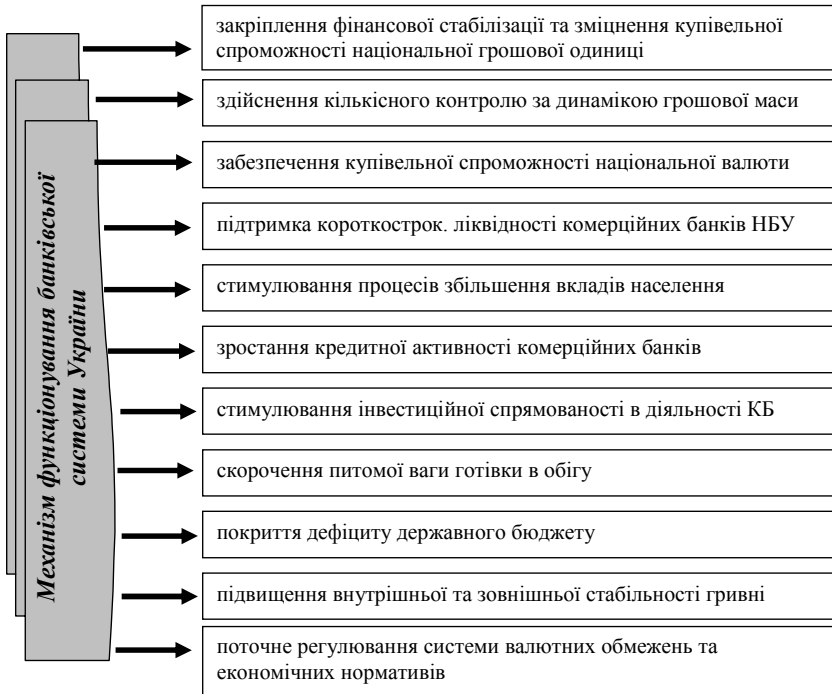 Механізм функціонування банківської
системи України
закріплення фінансової стабілізації та зміцнення купівельної
спроможності національної грошової одиниці
здійснення кількісного контролю за динамікою грошової маси
забезпечення купівельної спроможності національної валюти
підтримка короткострок. ліквідності комерційних банків НБУ
стимулювання процесів збільшення вкладів населення
зростання кредитної активності комерційних банків
стимулювання інвестиційної спрямованості в діяльності КБ
скорочення питомої ваги готівки в обігу
покриття дефіциту державного бюджету
підвищення внутрішньої та зовнішньої стабільності гривні
поточне регулювання системи валютних обмежень та
економічних нормативів